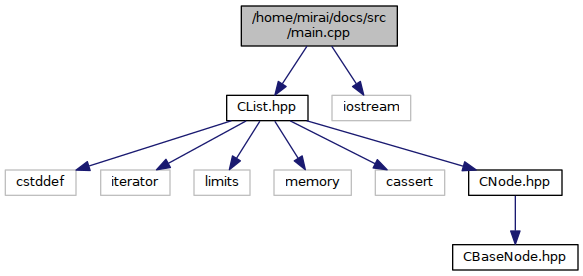 /home/mirai/docs/src
/main.cpp
CList.hpp
iostream
cstddef
iterator
limits
memory
cassert
CNode.hpp
CBaseNode.hpp